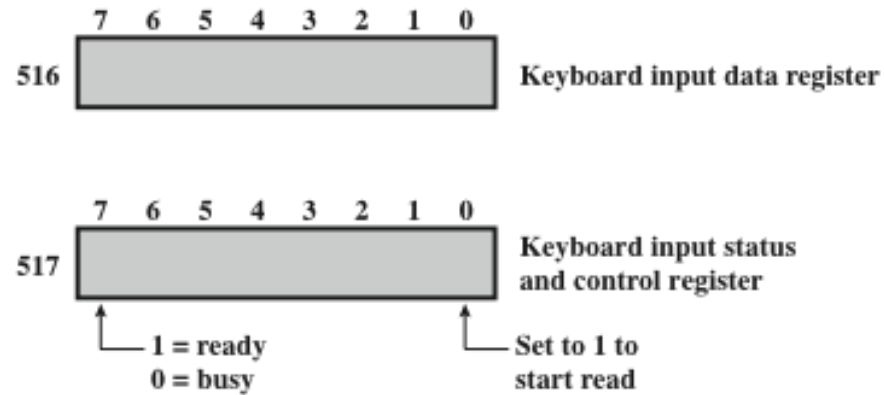 7 6 5 4 3 2 1 0
516 Keyboard input data register
7 6 5 4 3 2 1 0
517 Keyboard input status
and control register
1 = ready Set to 1 to
0 = busy start read